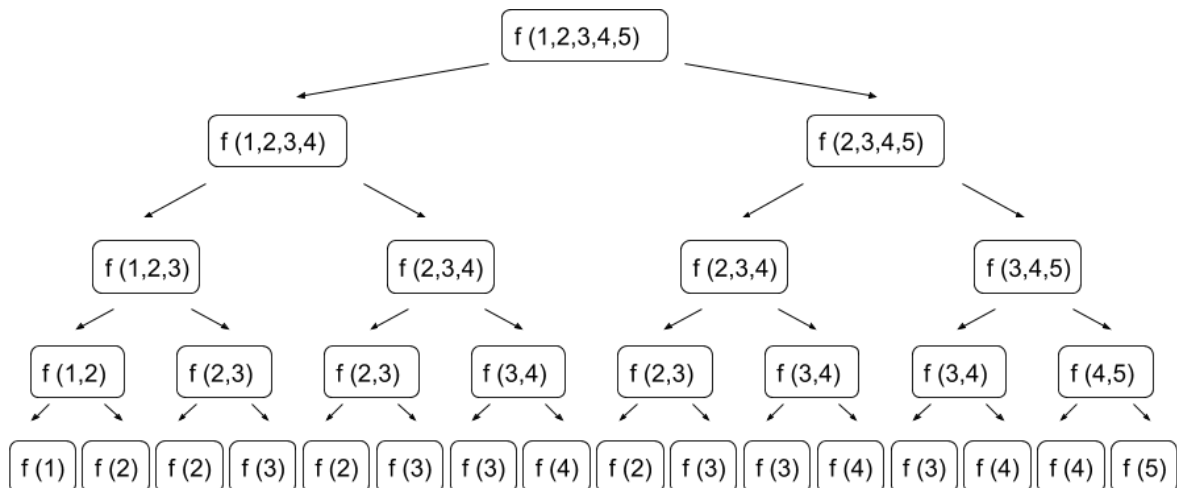 f (1,2,3,4,5)
f (1,2,3,4) f (2,3,4,5)
f (1,2,3) f (2,3,4) f (2,3,4) f (3,4,5)
f (1,2) f (2,3) f (2,3) f (3,4) f (2,3) f (3,4) f (3,4) f (4,5)
f (1) f (2) f (2) f (3) f (2) f (3) f (3) f (4) f (2) f (3) f (3) f (4) f (3) f (4) f (4) f (5)